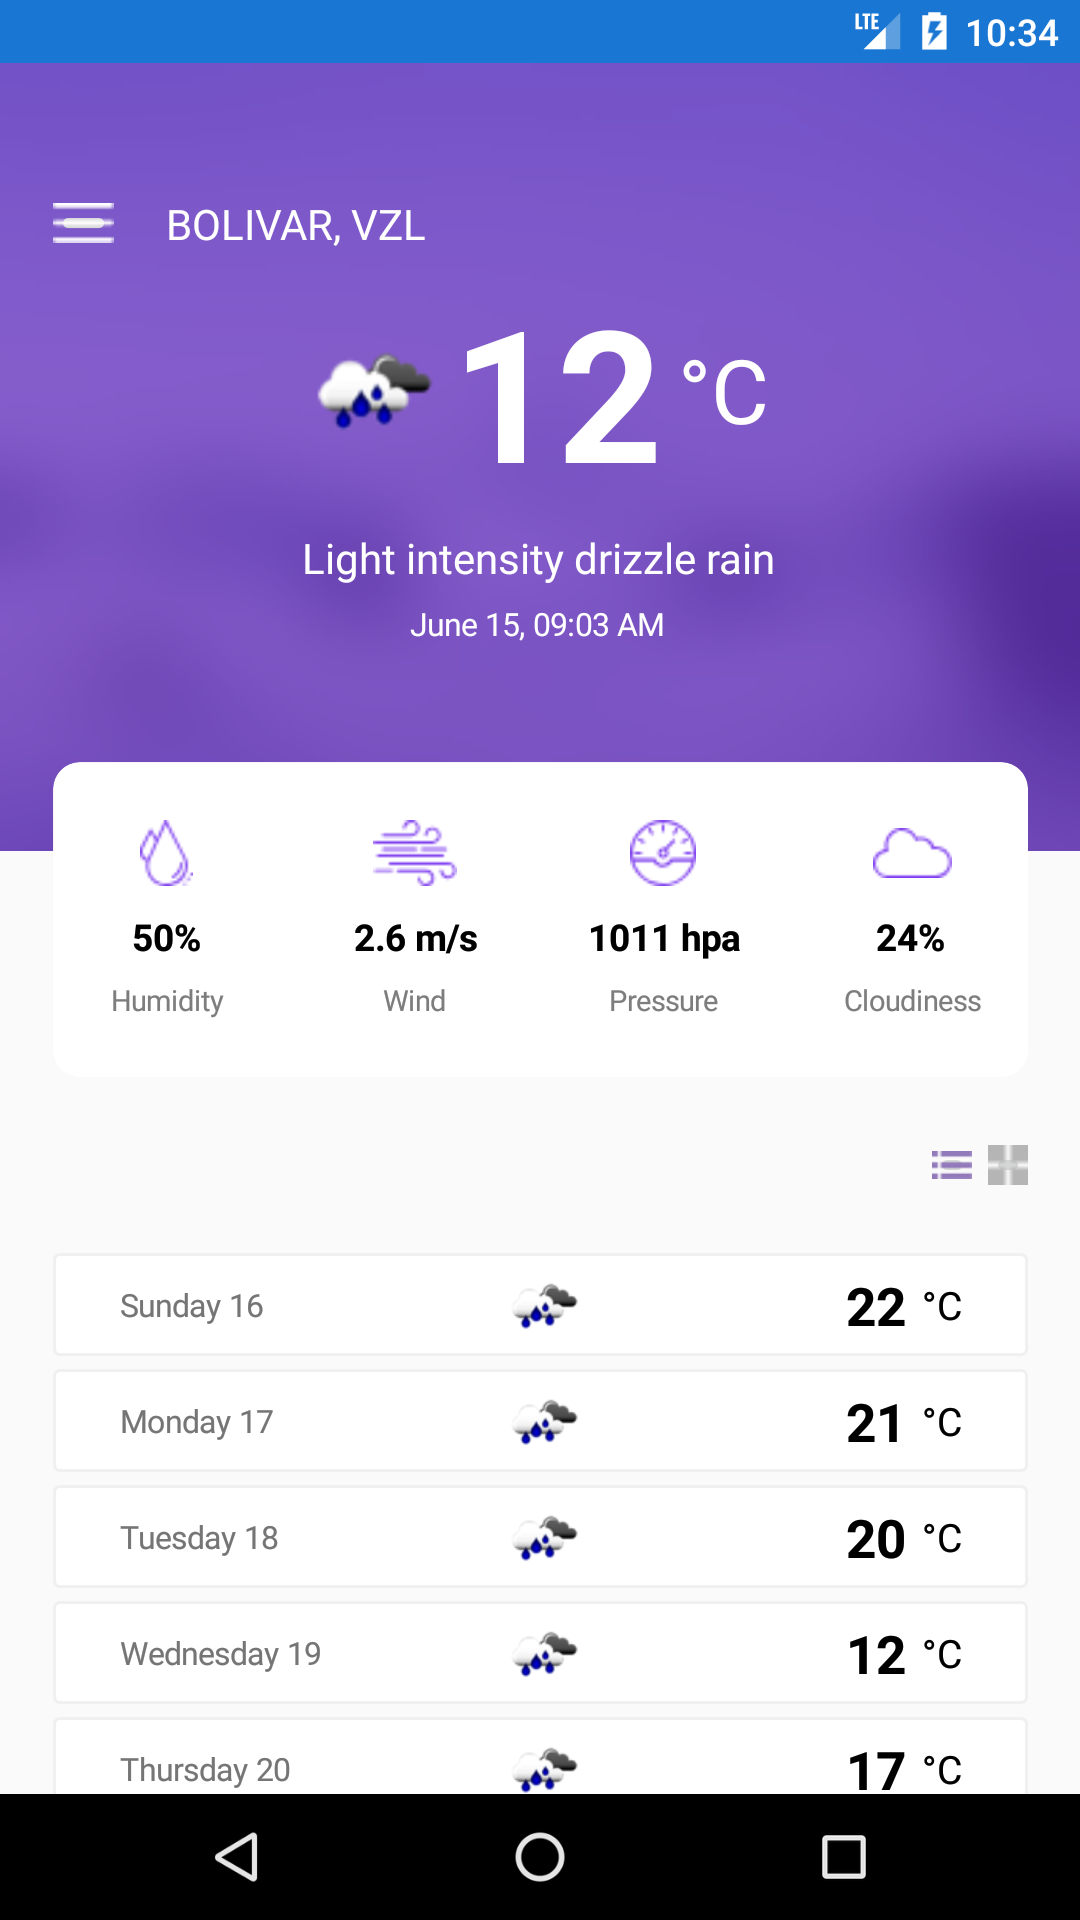 LTE 10:34
BOLIVAR, VZL
12 °C
Light intensity drizzle rain
June 15, 09:03 AM
50% 2.6 m/s 1011 hpa 24%
Humidity Wind Pressure Cloudiness
Sunday 16 22 °C
Monday 17 21 °C
Tuesday 18 20 °C
Wednesday 19 12 °C
Thursday 20 17 °C